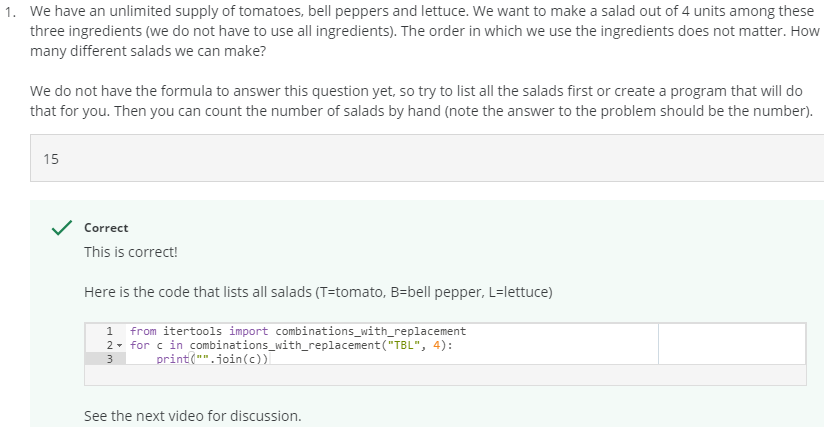 1. We have an unlimited supply of tomatoes, bell peppers and lettuce. We want to make a salad out of 4 units among these
three ingredients (we do not have to use all ingredients). The order in which we use the ingredients does not matter. How
many different salads we can make?
We do not have the formula to answer this question yet, so try to list all the salads first or create a program that will do
that for you. Then you can count the number of salads by hand (note the answer to the problem should be the number).
15
Correct
This is correct!
Here is the code that lists all salads (T=tomato, B=bell pepper, L=lettuce)
1 from itertools import combinations_with_replacement
2 for c in combinations_with_replacement("TBL", 4):
3 print("".join(c))
See the next video for discussion.